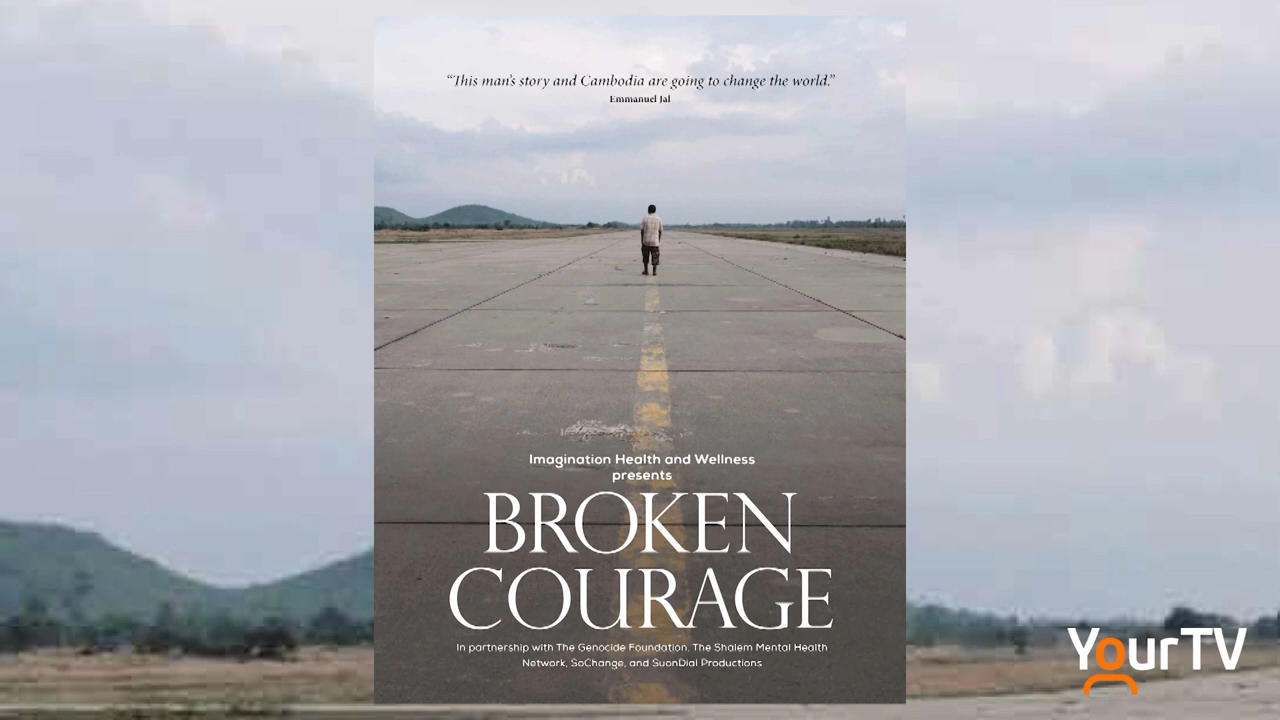 “This man’s story and Cambodia are going to change the world.”
Emmanuel Jal
Imagination Health and Wellness
presents
BROKEN
COURAGE
In partnership with The Genocide Foundation, The Shalem Mental Health
Network, SoChange, and SuonDial Productions
YourTV